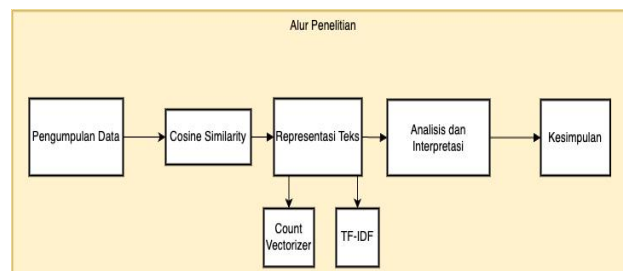 Alur Penelitian
Pengumpulan Data
Cosine Similarity
Representasi Teks
Analisis dan
Interpretasi
Kesimpulan
Count
Vectorizer
TF-IDF